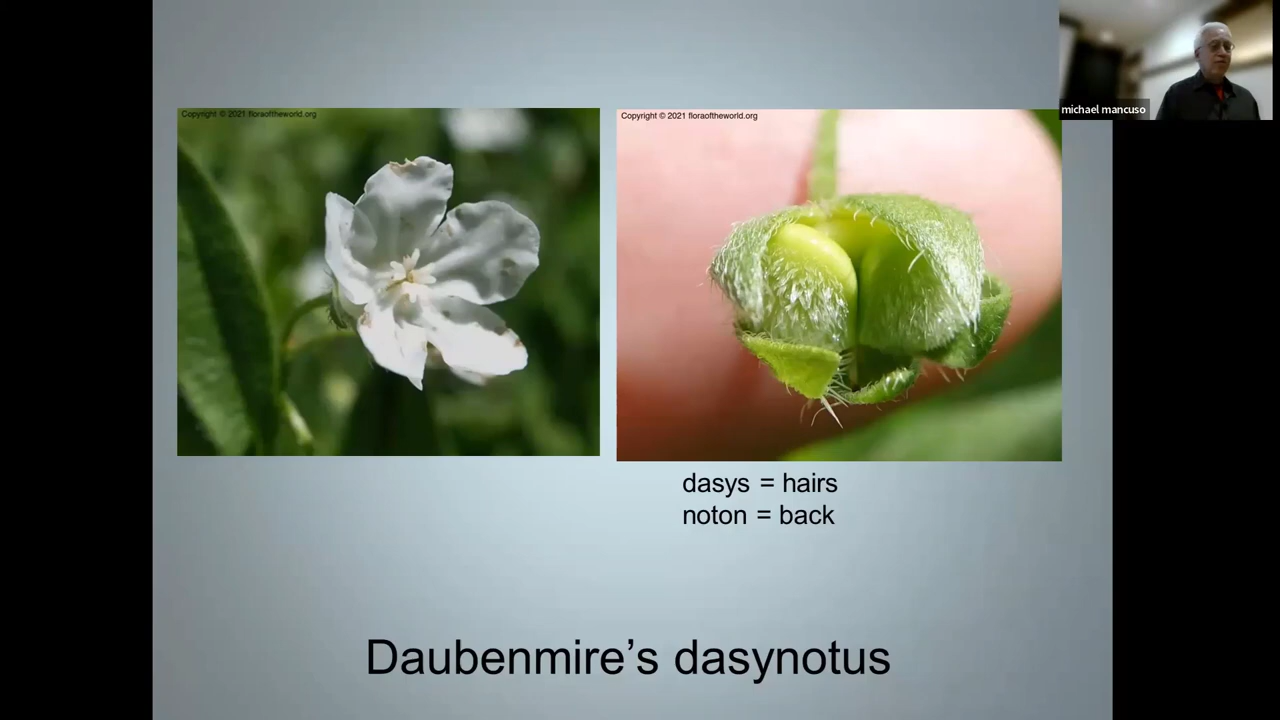 Copyright © 2021 floraoftheworld.org
Copyright © 2021 floraoftheworld.org
michael mancuso
dasys = hairs
noton = back
Daubenmire’s dasynotus